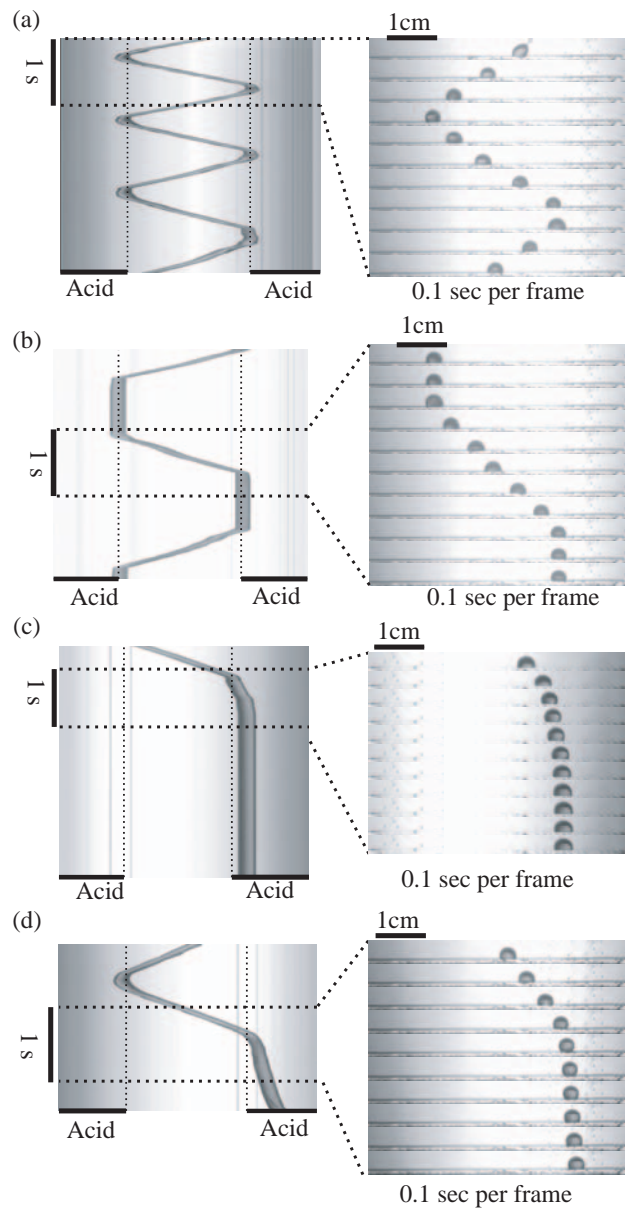 (a)
1cm
1 s
Acid
Acid
0.1 sec per frame
(b)
1cm
1 s
Acid
Acid
0.1 sec per frame
(c)
1cm
1 s
Acid
Acid
0.1 sec per frame
(d)
1cm
1 s
Acid
Acid
0.1 sec per frame